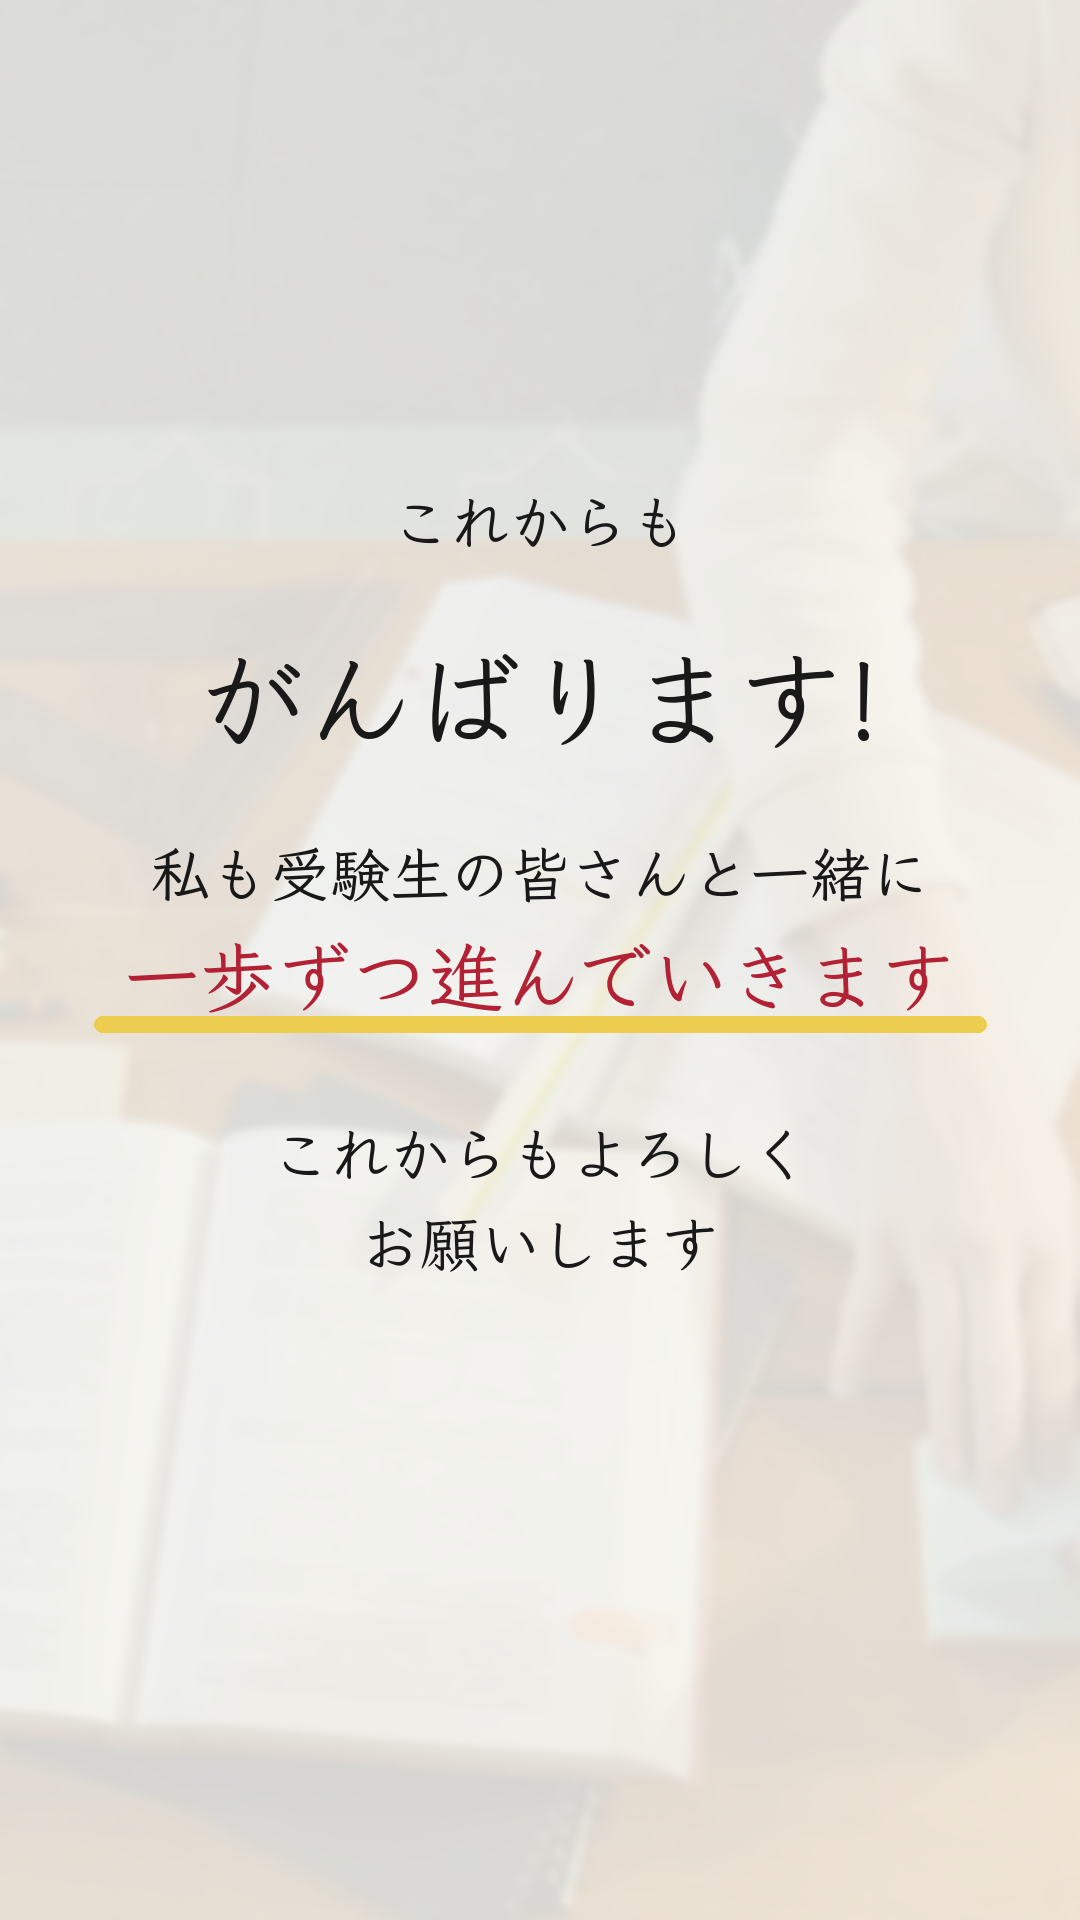 これからも
がんばります!
私も受験生の皆さんと一緒に
一歩ずつ進んでいきます
これからもよろしく
お願いします